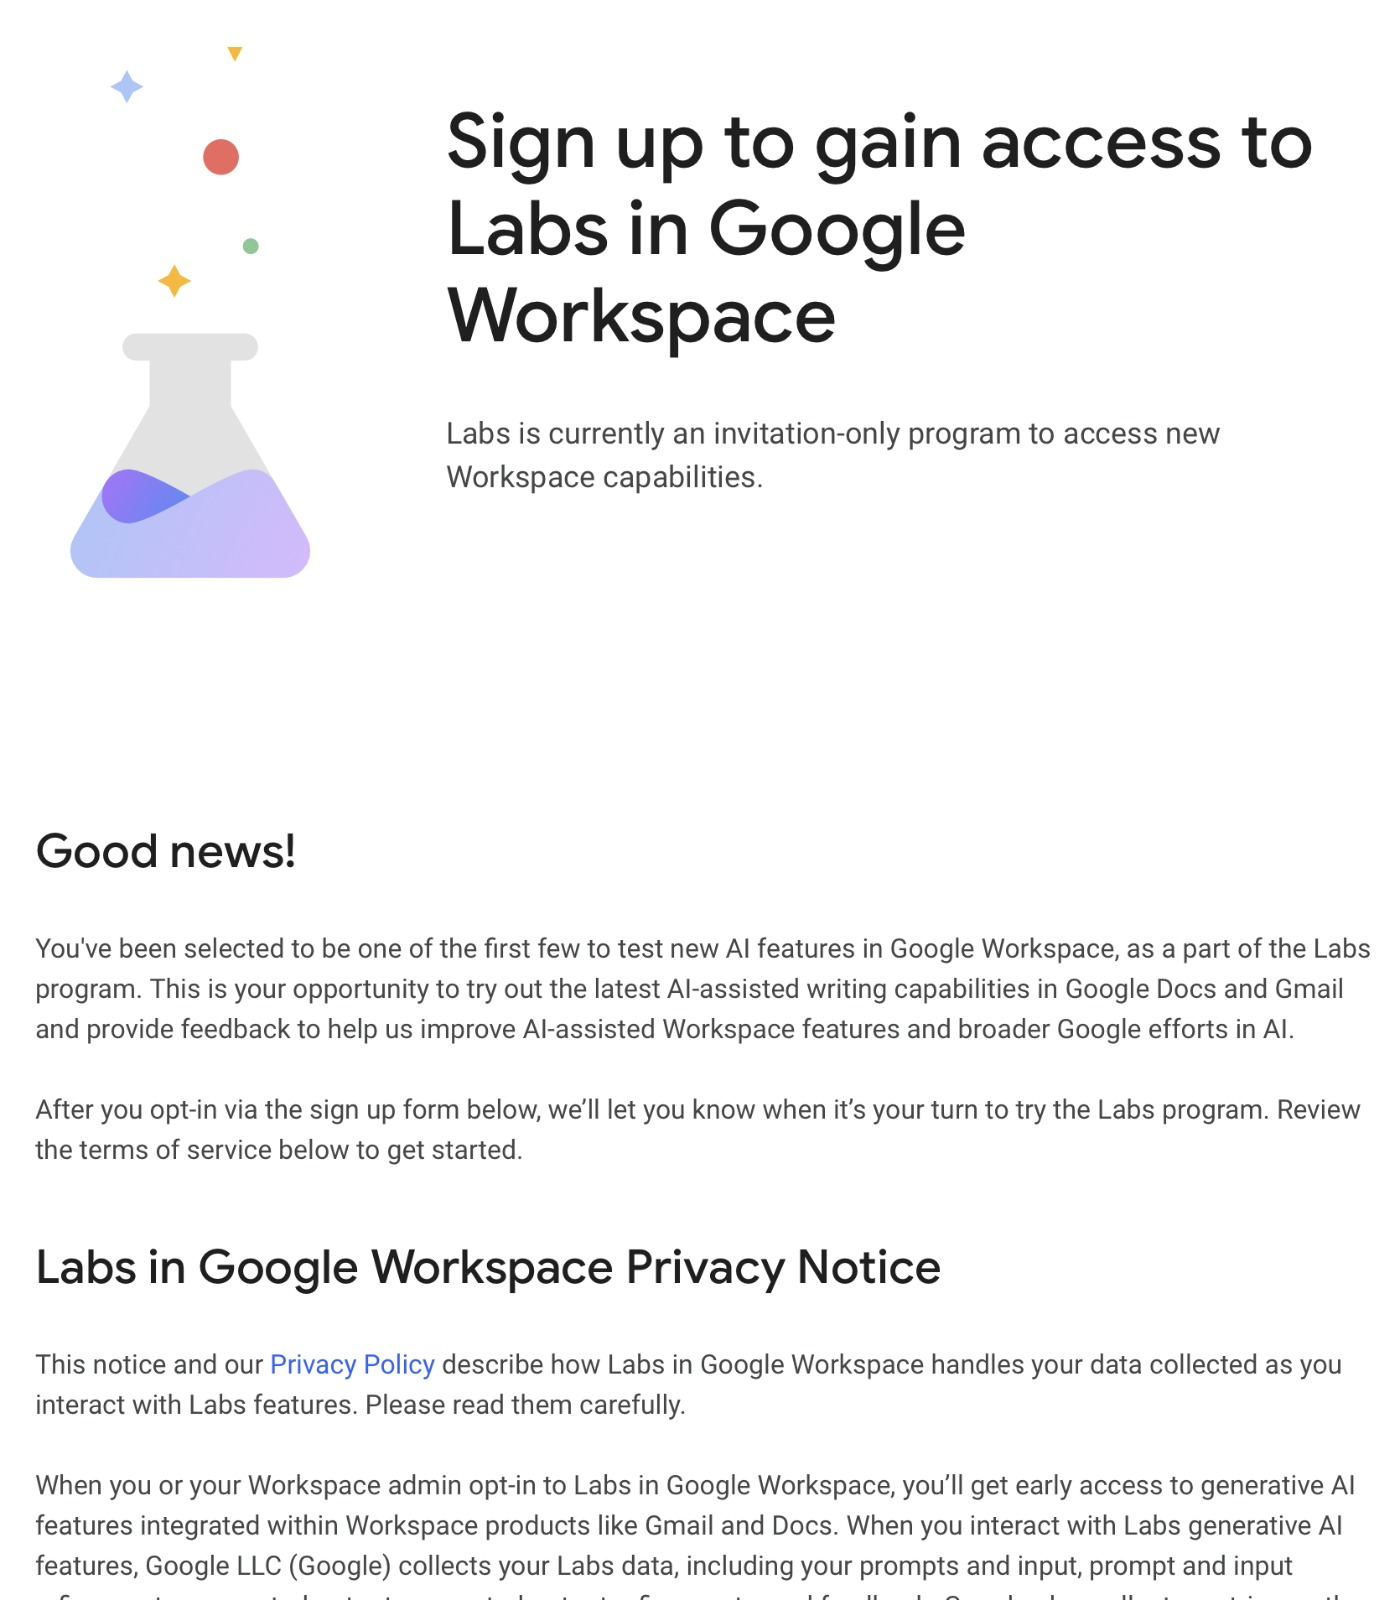 Sign up to gain access to
Labs in Google
Workspace
Labs is currently an invitation-only program to access new
Workspace capabilities.
Good news!
You've been selected to be one of the first few to test new AI features in Google Workspace, as a part of the Labs
program. This is your opportunity to try out the latest AI-assisted writing capabilities in Google Docs and Gmail
and provide feedback to help us improve AI-assisted Workspace features and broader Google efforts in AI.
After you opt-in via the sign up form below, we’ll let you know when it’s your turn to try the Labs program. Review
the terms of service below to get started.
Labs in Google Workspace Privacy Notice
This notice and our Privacy Policy describe how Labs in Google Workspace handles your data collected as you
interact with Labs features. Please read them carefully.
When you or your Workspace admin opt-in to Labs in Google Workspace, you’ll get early access to generative AI
features integrated within Workspace products like Gmail and Docs. When you interact with Labs generative AI
features, Google LLC (Google) collects your Labs data, including your prompts and input, prompt and input